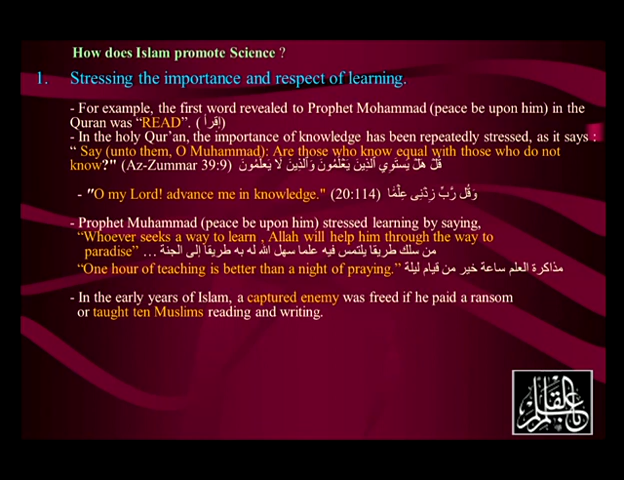 How does Islam promote Science ?
1. Stressing the importance and respect of learning.
- For example, the first word revealed to Prophet Mohammad (peace be upon him) in the
Quran was “READ”. ( إقرأ)
- In the holy Qur’an, the importance of knowledge has been repeatedly stressed, as it says :
“ Say (unto them, O Muhammad): Are those who know equal with those who do not
know?" (Az-Zummar 39:9) قُلْ هَلْ يَسْتَوِي الَّذِينَ يَعْلَمُونَ وَالَّذِينَ لَا يَعْلَمُونَ
- "O my Lord! advance me in knowledge." (20:114) وَقُل رَّبِّ زِدْنِى عِلْمًا
- Prophet Muhammad (peace be upon him) stressed learning by saying,
“Whoever seeks a way to learn , Allah will help him through the way to
paradise” … من سلك طريقا يلتمس فيه علما سهل الله له به طريقاً إلى الجنة
“One hour of teaching is better than a night of praying.” مذاكرة العلم ساعة خير من قيام ليلة
- In the early years of Islam, a captured enemy was freed if he paid a ransom
or taught ten Muslims reading and writing.